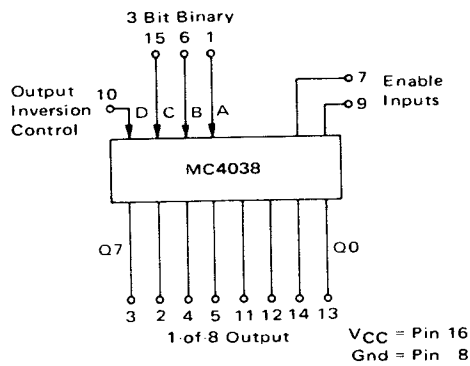 3 Bit Binary
15 6 1
Output 10
Inversion
Control
D C B A
7 Enable
9 Inputs
MC4038
Q7 Q0
3 2 4 5 11 12 14 13
1-of-8 Output
VCC = Pin 16
Gnd = Pin 8